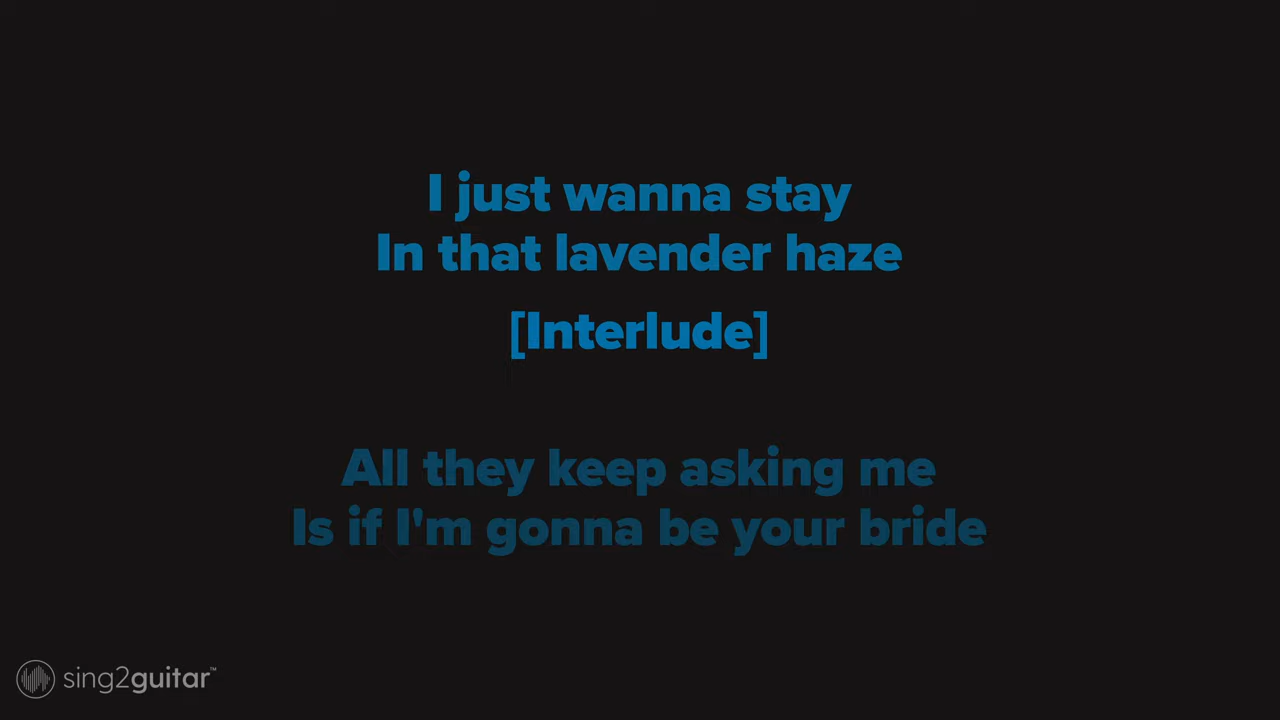 I just wanna stay
In that lavender haze
[Interlude]
All they keep asking me
Is if I'm gonna be your bride
sing2guitar™